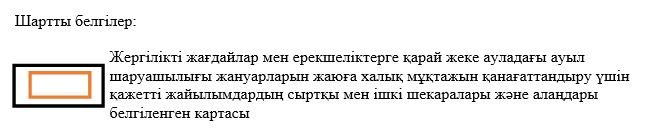 Шартты белгілер:
Жергілікті жағдайлар мен ерекшеліктерге қарай жеке ауладағы ауыл
шаруашылығы жануарларын жаюға халық мұқтажын қанағаттандыру үшін
қажетті жайылымдардың сыртқы мен ішкі шекаралары және алаңдары
белгіленген картасы